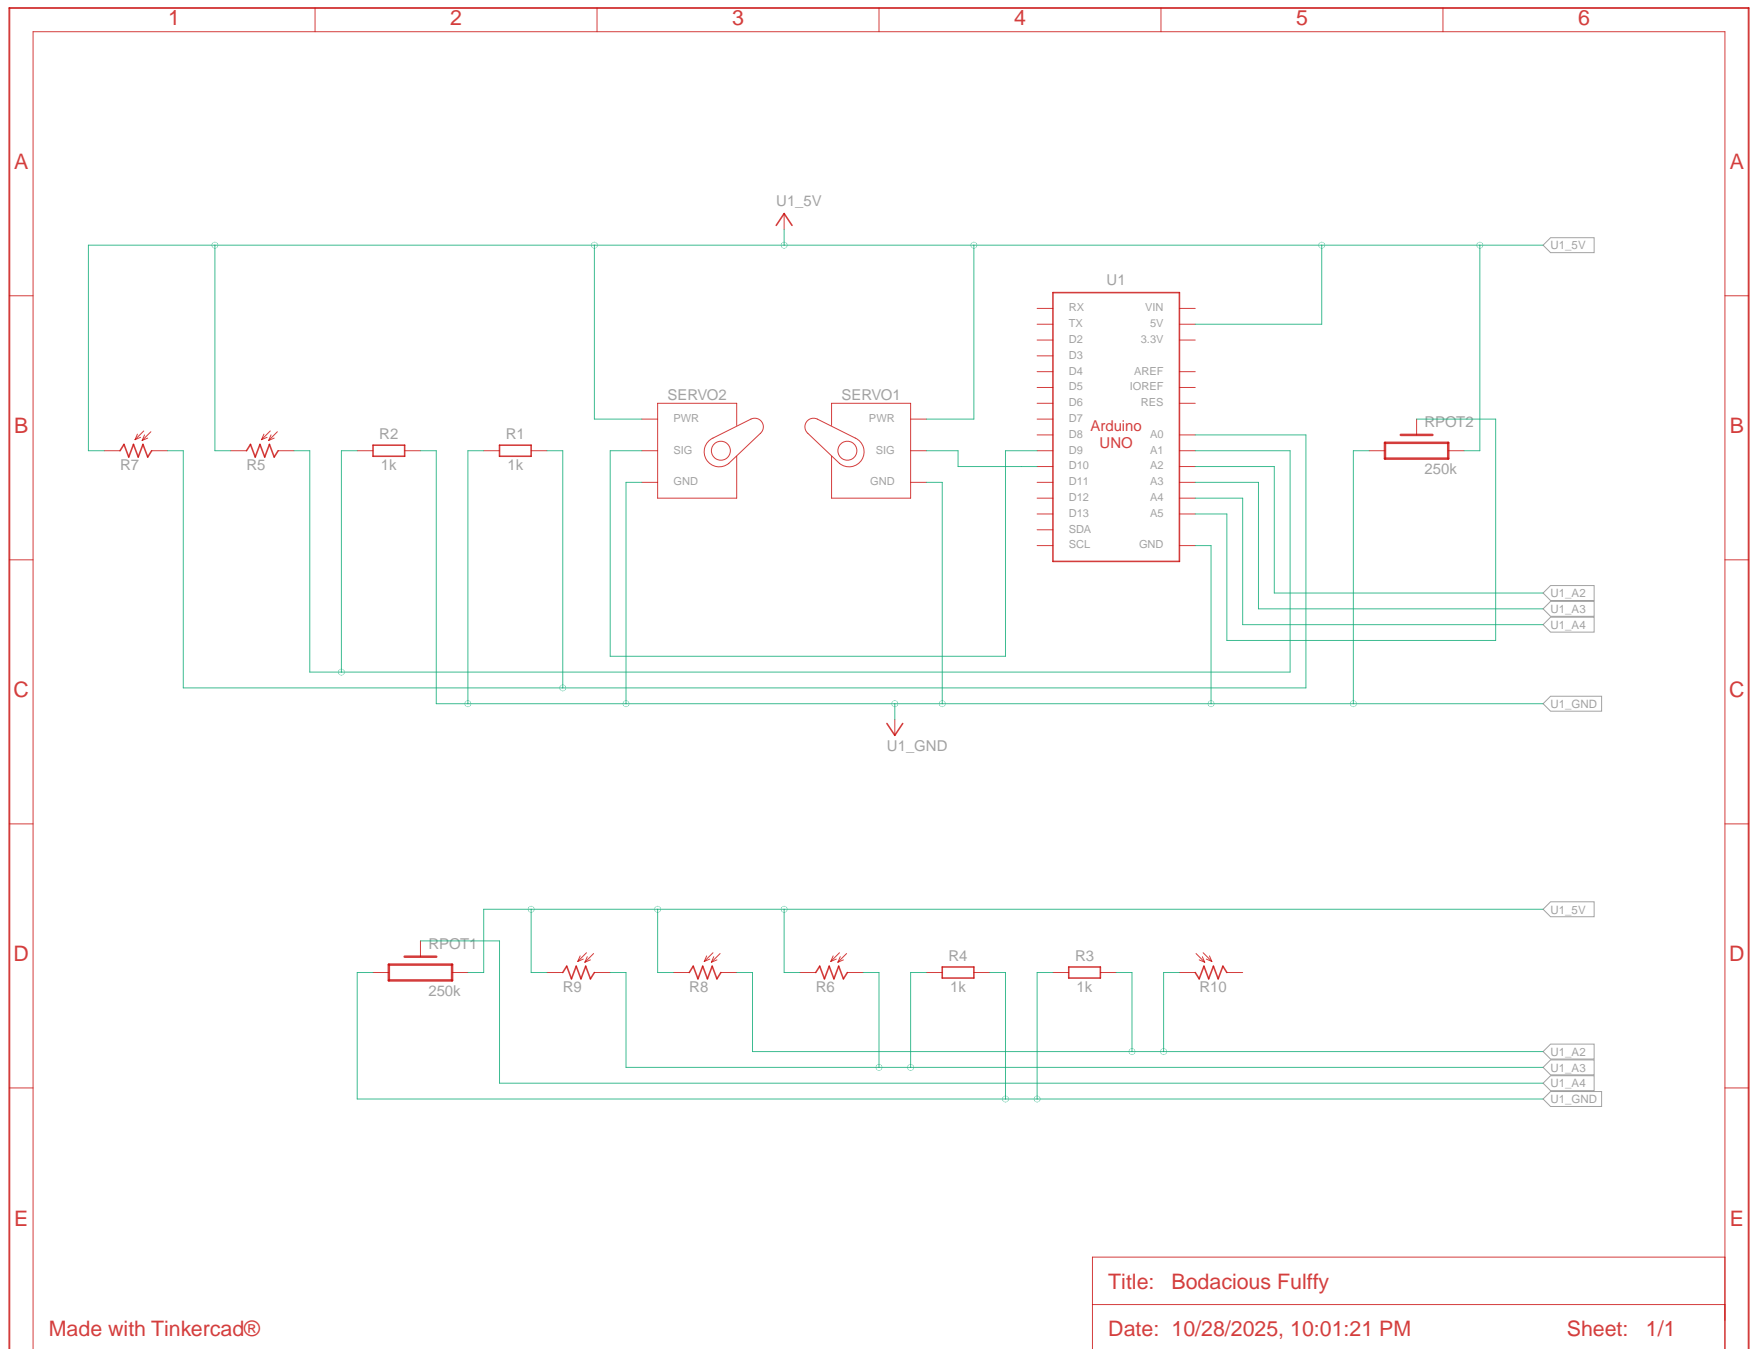 1 2 3 4 5 6
A A
U1_5V
U1_5V
U1
RX VIN
TX 5V
D2 3.3V
D3
D4 AREF
D5 IOREF
D6 RES
D7
D8 A0
D9 A1
D10 A2
D11 A3
D12 A4
D13 A5
SDA
SCL GND
Arduino
UNO
SERVO2 SERVO1
PWR PWR
SIG SIG
GND GND
B B
R7 R5
R2 R1
1k 1k
RPOT2
250k
U1_A2
U1_A3
U1_A4
C C
U1_GND
U1_GND
U1_5V
D D
RPOT1
250k
R9 R8 R6
R4 R3
1k 1k
R10
U1_A2
U1_A3
U1_A4
U1_GND
E E
Title: Bodacious Fulffy
Made with Tinkercad®
Date: 10/28/2025, 10:01:21 PM Sheet: 1/1